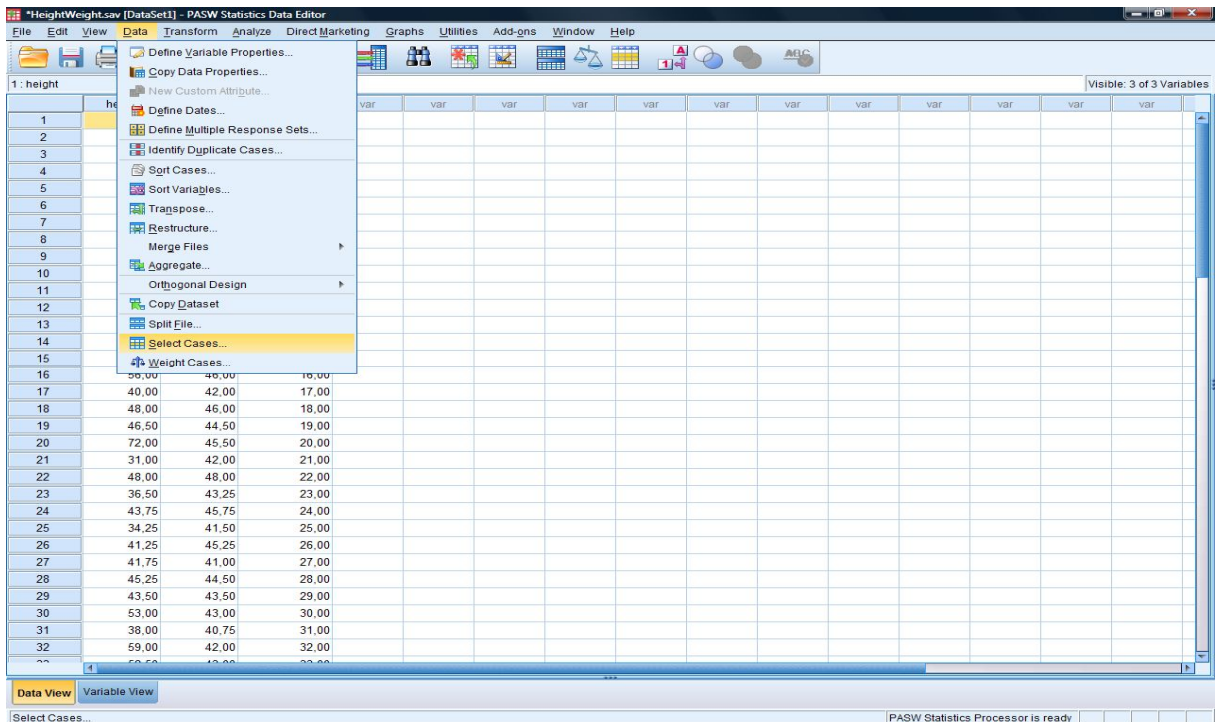 *HeightWeight.sav [DataSet1] - PASW Statistics Data Editor
File Edit View Data Transform Analyze Direct Marketing Graphs Utilities Add-ons Window Help
1 : height
Visible: 3 of 3 Variables
he var var var var var var var var var var
Define Variable Properties...
Copy Data Properties...
New Custom Attribute...
Define Dates...
Define Multiple Response Sets...
Identify Duplicate Cases...
Sort Cases...
Sort Variables...
Transpose...
Restructure...
Merge Files
Aggregate...
Orthogonal Design
Copy Dataset
Split File...
Select Cases...
Weight Cases...
1
2
3
4
5
6
7
8
9
10
11
12
13
14
15
16 56,00 46,00 16,00
17 40,00 42,00 17,00
18 48,00 46,00 18,00
19 46,50 44,50 19,00
20 72,00 45,50 20,00
21 31,00 42,00 21,00
22 48,00 48,00 22,00
23 36,50 43,25 23,00
24 43,75 45,75 24,00
25 34,25 41,50 25,00
26 41,25 45,25 26,00
27 41,75 41,00 27,00
28 45,25 44,50 28,00
29 43,50 43,50 29,00
30 53,00 43,00 30,00
31 38,00 40,75 31,00
32 59,00 42,00 32,00
Data View Variable View
Select Cases...
PASW Statistics Processor is ready